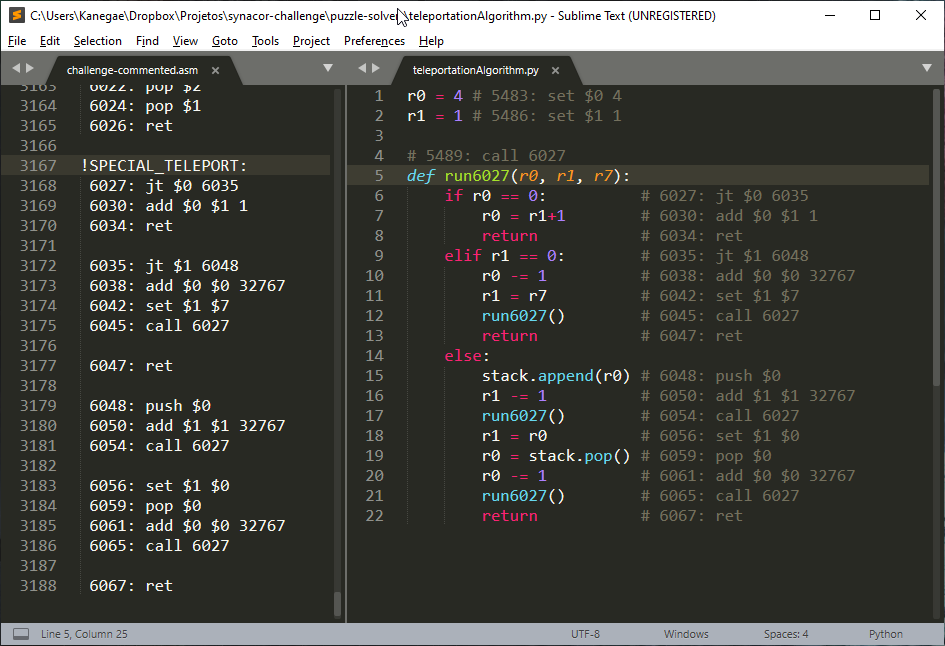 C:\Users\Kanegae\Dropbox\Projetos\synacor-challenge\puzzle-solver\teleportationAlgorithm.py - Sublime Text (UNREGISTERED)
File Edit Selection Find View Goto Tools Project Preferences Help
challenge-commented.asm
teleportationAlgorithm.py
3163 6022: pop $2
3164 6024: pop $1
3165 6026: ret
3166
3167 !SPECIAL_TELEPORT:
3168 6027: jt $0 6035
3169 6030: add $0 $1 1
3170 6034: ret
3171
3172 6035: jt $1 6048
3173 6038: add $0 $0 32767
3174 6042: set $1 $7
3175 6045: call 6027
3176
3177 6047: ret
3178
3179 6048: push $0
3180 6050: add $1 $1 32767
3181 6054: call 6027
3182
3183 6056: set $1 $0
3184 6059: pop $0
3185 6061: add $0 $0 32767
3186 6065: call 6027
3187
3188 6067: ret
1 r0 = 4 # 5483: set $0 4
2 r1 = 1 # 5486: set $1 1
3
4 # 5489: call 6027
5 def run6027(r0, r1, r7):
6 if r0 == 0: # 6027: jt $0 6035
7 r0 = r1+1 # 6030: add $0 $1 1
8 return # 6034: ret
9 elif r1 == 0: # 6035: jt $1 6048
10 r0 -= 1 # 6038: add $0 $0 32767
11 r1 = r7 # 6042: set $1 $7
12 run6027() # 6045: call 6027
13 return # 6047: ret
14 else:
15 stack.append(r0) # 6048: push $0
16 r1 -= 1 # 6050: add $1 $1 32767
17 run6027() # 6054: call 6027
18 r1 = r0 # 6056: set $1 $0
19 r0 = stack.pop() # 6059: pop $0
20 r0 -= 1 # 6061: add $0 $0 32767
21 run6027() # 6065: call 6027
22 return # 6067: ret
Line 5, Column 25 UTF-8 Windows Spaces: 4 Python